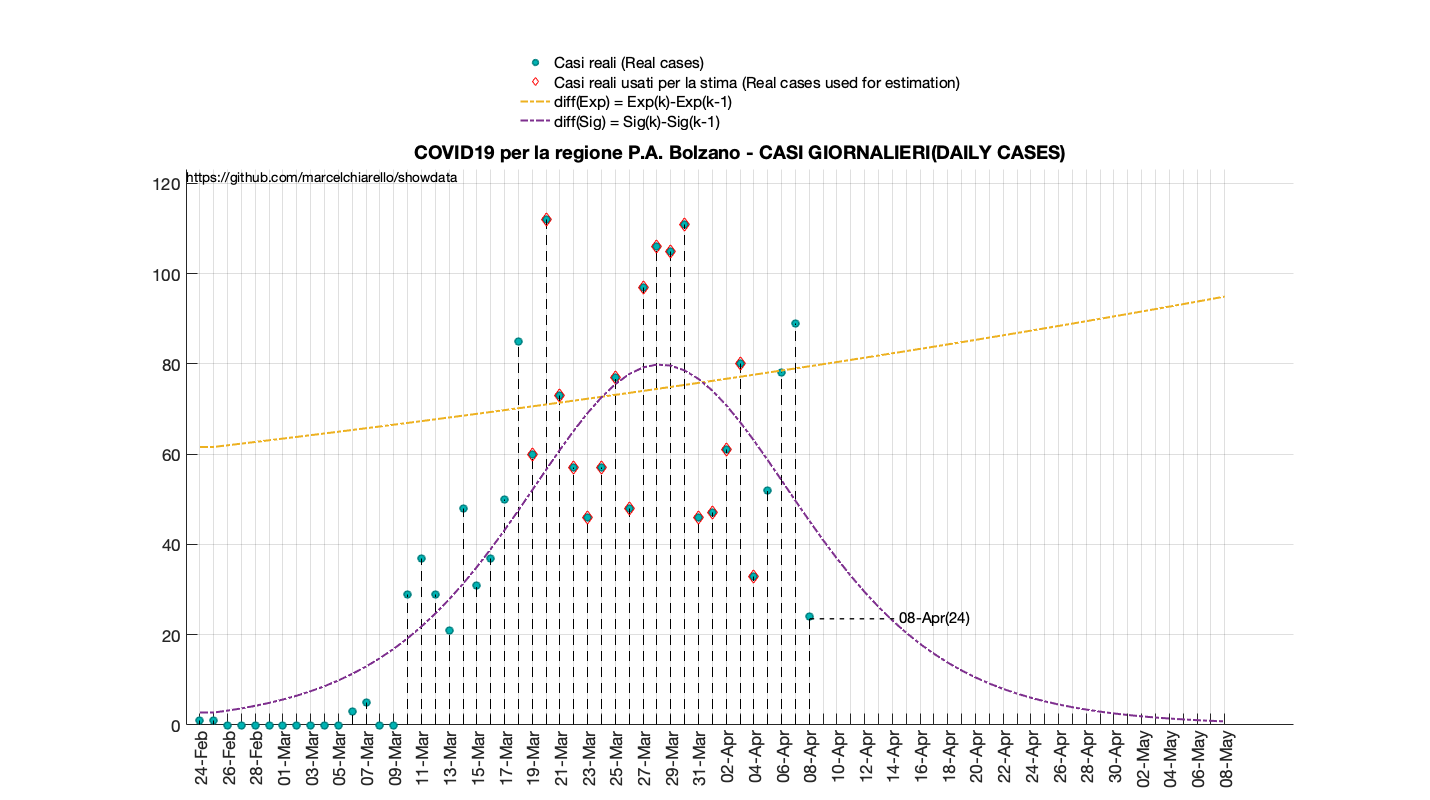 Casi reali (Real cases)
Casi reali usati per la stima (Real cases used for estimation)
diff(Exp) = Exp(k)-Exp(k-1)
diff(Sig) = Sig(k)-Sig(k-1)
COVID19 per la regione P.A. Bolzano - CASI GIORNALIERI(DAILY CASES)
https://github.com/marcelchiarello/showdata
120
100
80
60
40
20
0
08-Apr(24)
24-Feb
26-Feb
28-Feb
01-Mar
03-Mar
05-Mar
07-Mar
09-Mar
11-Mar
13-Mar
15-Mar
17-Mar
19-Mar
21-Mar
23-Mar
25-Mar
27-Mar
29-Mar
31-Mar
02-Apr
04-Apr
06-Apr
08-Apr
10-Apr
12-Apr
14-Apr
16-Apr
18-Apr
20-Apr
22-Apr
24-Apr
26-Apr
28-Apr
30-Apr
02-May
04-May
06-May
08-May